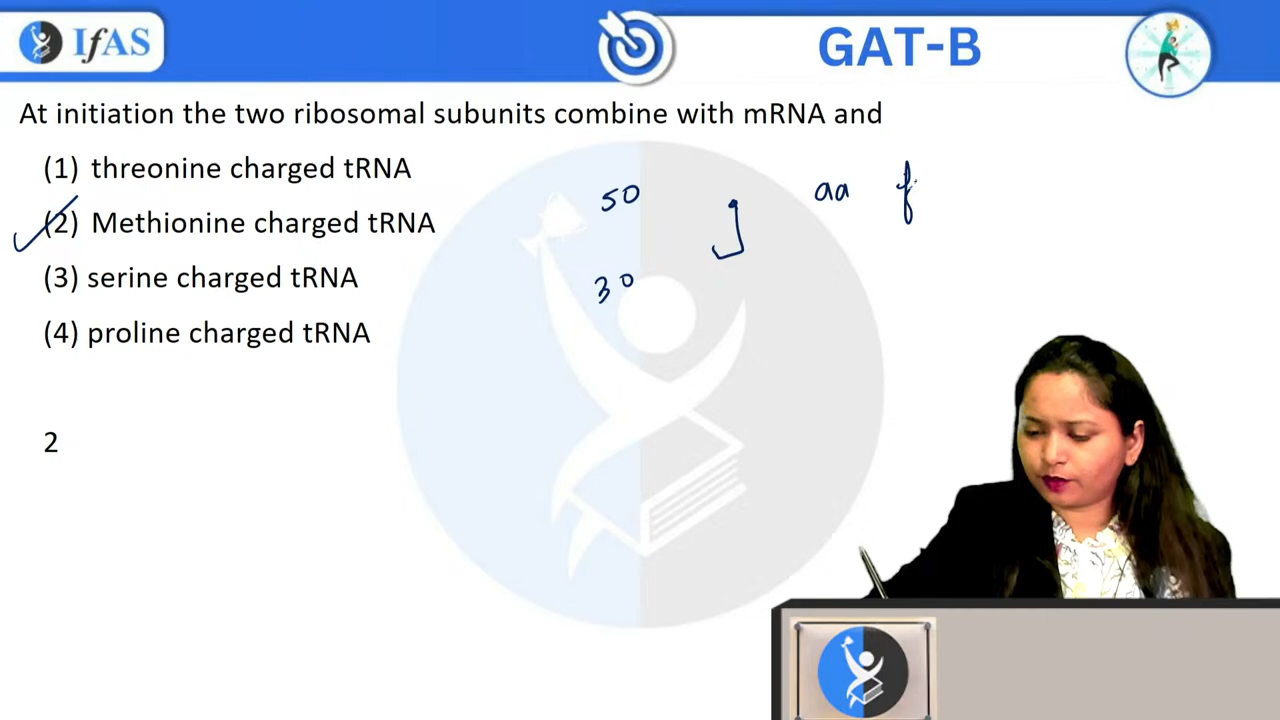 IfAS
GAT-B
At initiation the two ribosomal subunits combine with mRNA and
(1) threonine charged tRNA
(2) Methionine charged tRNA
(3) serine charged tRNA
(4) proline charged tRNA
50
30
aa f
2